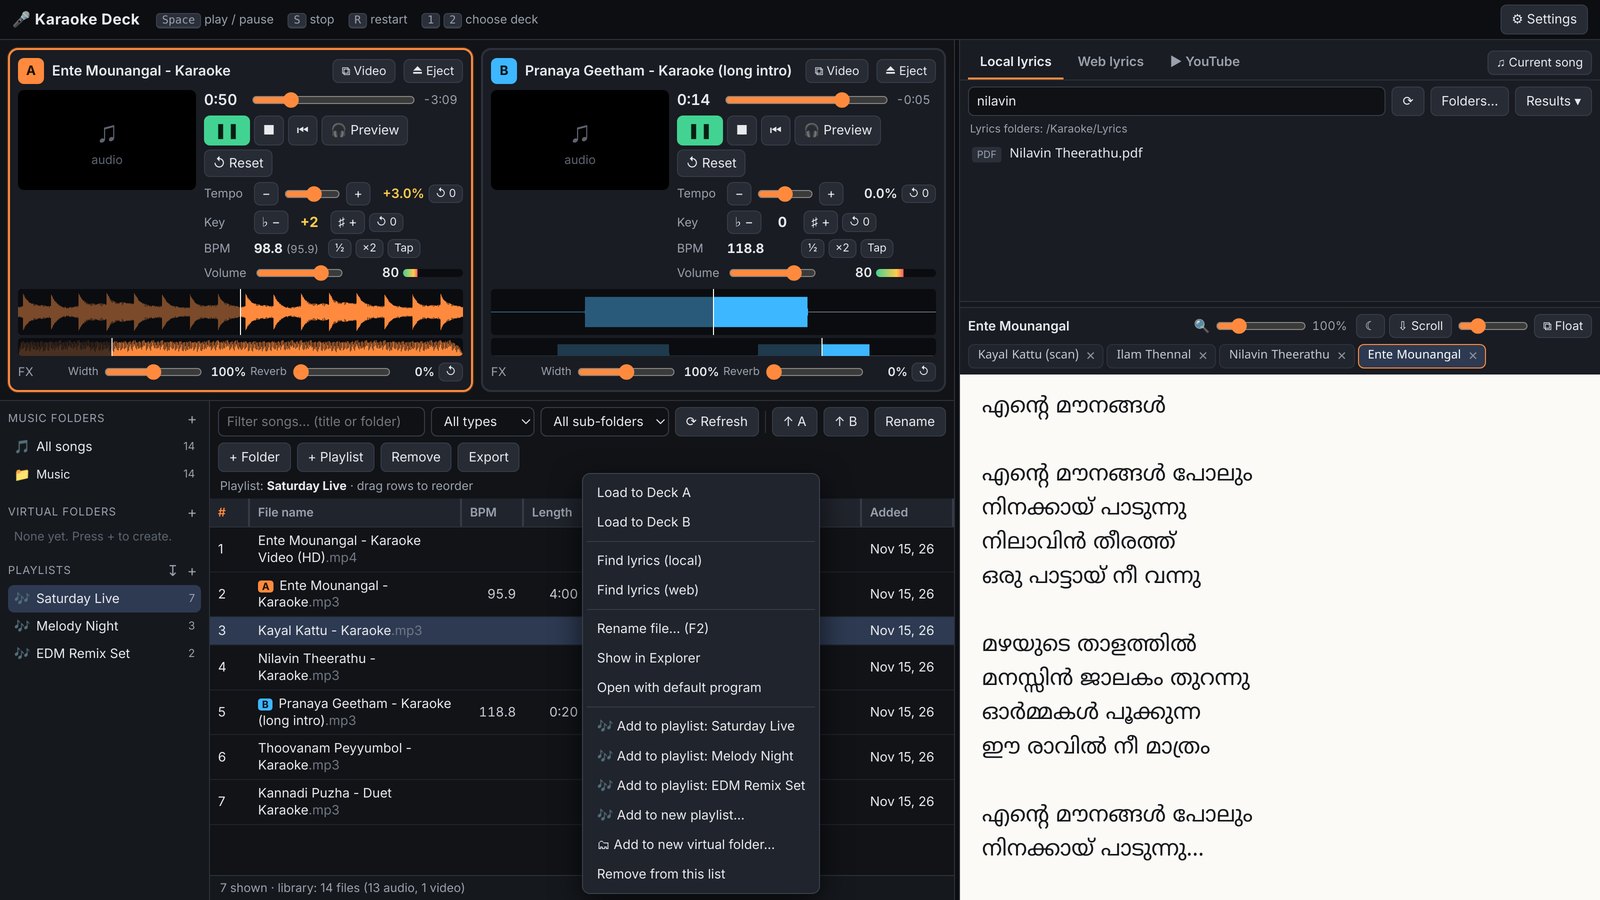 🎤 Karaoke Deck Space play / pause S stop R restart 1 2 choose deck ⚙ Settings
A Ente Mounangal - Karaoke ⧉ Video ⏏ Eject
0:50 -3:09
♫ audio
❚❚ ■ ⏮ 🎧 Preview
↺ Reset
Tempo − + +3.0% ↺ 0
Key ♭ − +2 ♯ + ↺ 0
BPM 98.8 (95.9) ½ ×2 Tap
Volume 80
FX Width 100% Reverb 0% ↺
B Pranaya Geetham - Karaoke (long intro) ⧉ Video ⏏ Eject
0:14 -0:05
♫ audio
❚❚ ■ ⏮ 🎧 Preview
↺ Reset
Tempo − + 0.0% ↺ 0
Key ♭ − 0 ♯ + ↺ 0
BPM 118.8 ½ ×2 Tap
Volume 80
FX Width 100% Reverb 0% ↺
MUSIC FOLDERS +
🎵 All songs 14
📁 Music 14
VIRTUAL FOLDERS +
None yet. Press + to create.
PLAYLISTS ↧ +
🎶 Saturday Live 7
🎶 Melody Night 3
🎶 EDM Remix Set 2
Filter songs... (title or folder) All types All sub-folders ⟳ Refresh ↑ A ↑ B Rename
+ Folder + Playlist Remove Export
Playlist: Saturday Live · drag rows to reorder
# File name BPM Length Added
1 Ente Mounangal - Karaoke Nov 15, 26
Video (HD).mp4
2 A Ente Mounangal - 95.9 4:00 Nov 15, 26
Karaoke.mp3
3 Kayal Kattu - Karaoke.mp3 Nov 15, 26
4 Nilavin Theerathu - Nov 15, 26
Karaoke.mp3
5 B Pranaya Geetham - Karaoke 118.8 0:20 Nov 15, 26
(long intro).mp3
6 Thoovanam Peyyumbol - Nov 15, 26
Karaoke.mp3
7 Kannadi Puzha - Duet Nov 15, 26
Karaoke.mp3
7 shown · library: 14 files (13 audio, 1 video)
Load to Deck A
Load to Deck B
Find lyrics (local)
Find lyrics (web)
Rename file... (F2)
Show in Explorer
Open with default program
🎶 Add to playlist: Saturday Live
🎶 Add to playlist: Melody Night
🎶 Add to playlist: EDM Remix Set
🎶 Add to new playlist...
🗂 Add to new virtual folder...
Remove from this list
Local lyrics Web lyrics ▶ YouTube ♫ Current song
nilavin ⟳ Folders... Results ▾
Lyrics folders: /Karaoke/Lyrics
PDF Nilavin Theerathu.pdf
Ente Mounangal 🔍 100% ☾ ⇩ Scroll ⧉ Float
Kayal Kattu (scan) × Ilam Thennal × Nilavin Theerathu × Ente Mounangal ×
എന്റെ മൗനങ്ങൾ
എന്റെ മൗനങ്ങൾ പോലും
നിനക്കായ് പാടുന്നു
നിലാവിൻ തീരത്ത്
ഒരു പാട്ടായ് നീ വന്നു
മഴയുടെ താളത്തിൽ
മനസ്സിൻ ജാലകം തുറന്നു
ഓർമ്മകൾ പൂക്കുന്ന
ഈ രാവിൽ നീ മാത്രം
എന്റെ മൗനങ്ങൾ പോലും
നിനക്കായ് പാടുന്നു...